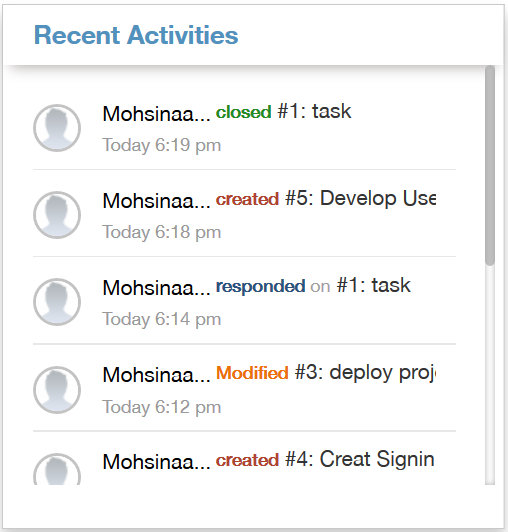 Recent Activities
Mohsinaa... closed #1: task
Today 6:19 pm
Mohsinaa... created #5: Develop Use
Today 6:18 pm
Mohsinaa... responded on #1: task
Today 6:14 pm
Mohsinaa... Modified #3: deploy proj
Today 6:12 pm
Mohsinaa... created #4: Creat Signin